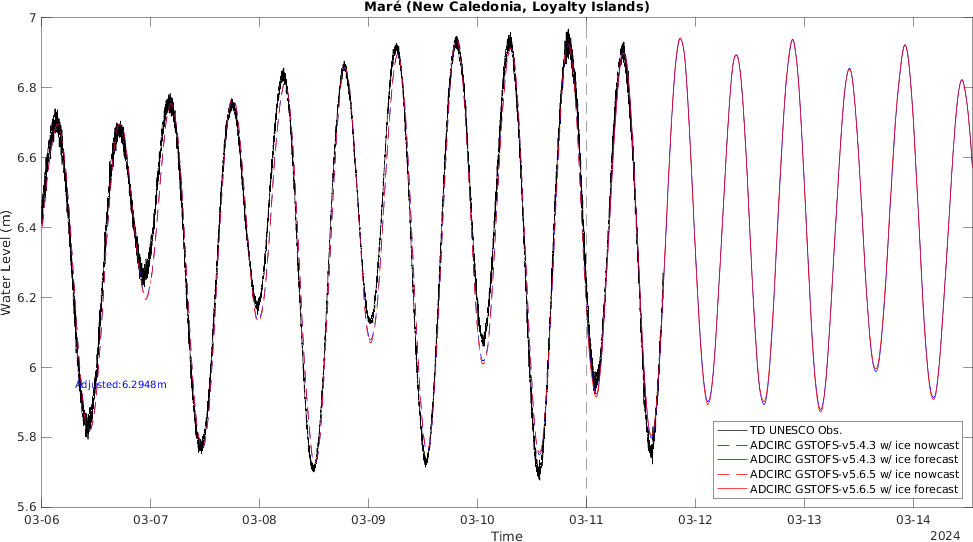 Maré (New Caledonia, Loyalty Islands)
7
6.8
6.6
6.4
6.2
6
5.8
5.6
Water Level (m)
Adjusted:6.2948m
TD UNESCO Obs.
ADCIRC GSTOFS-v5.4.3 w/ ice nowcast
ADCIRC GSTOFS-v5.4.3 w/ ice forecast
ADCIRC GSTOFS-v5.6.5 w/ ice nowcast
ADCIRC GSTOFS-v5.6.5 w/ ice forecast
03-06 03-07 03-08 03-09 03-10 03-11 03-12 03-13 03-14
Time
2024